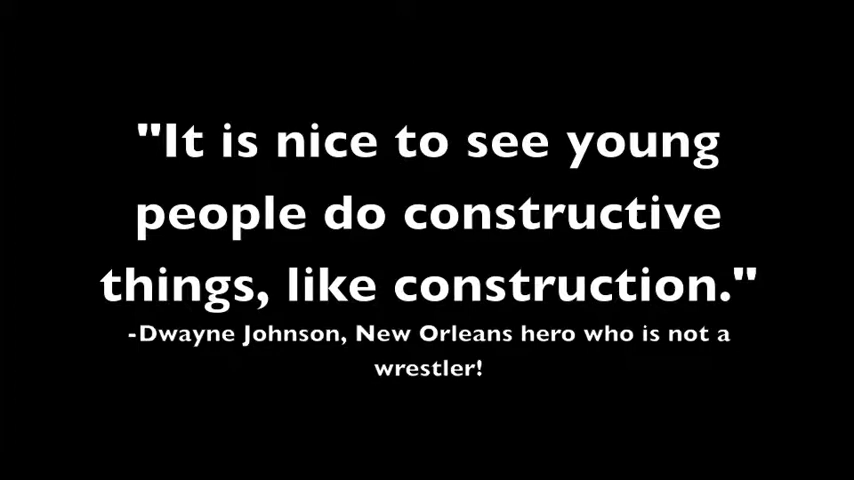 "It is nice to see young
people do constructive
things, like construction."
-Dwayne Johnson, New Orleans hero who is not a
wrestler!